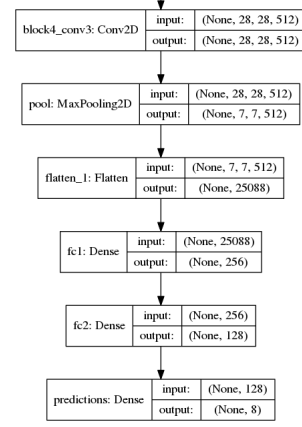 block4_conv3: Conv2D
input: (None, 28, 28, 512)
output: (None, 28, 28, 512)
pool: MaxPooling2D
input: (None, 28, 28, 512)
output: (None, 7, 7, 512)
flatten_1: Flatten
input: (None, 7, 7, 512)
output: (None, 25088)
fc1: Dense
input: (None, 25088)
output: (None, 256)
fc2: Dense
input: (None, 256)
output: (None, 128)
predictions: Dense
input: (None, 128)
output: (None, 8)